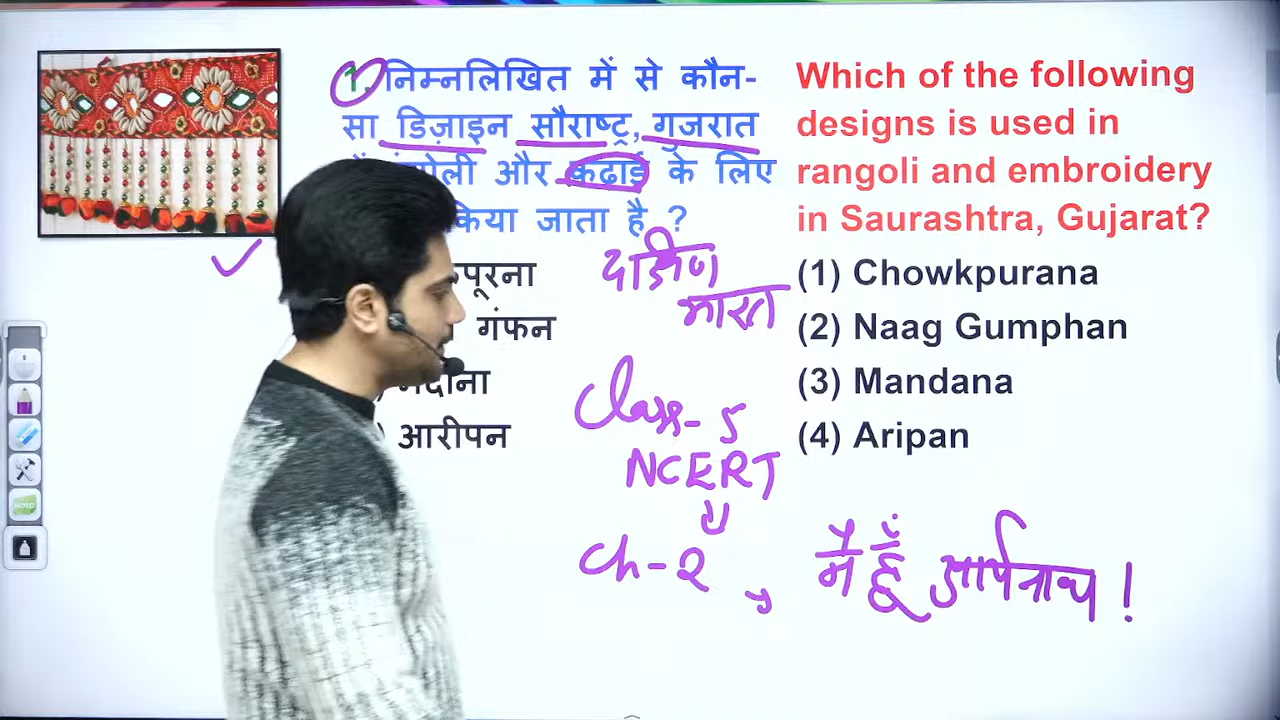 1. निम्नलिखित में से कौन-
सा डिज़ाइन सौराष्ट्र, गुजरात
और कढ़ाई के लिए
किया जाता है ?
पूरना
गंफन
आरीपन
Which of the following
designs is used in
rangoli and embroidery
in Saurashtra, Gujarat?
(1) Chowkpurana
(2) Naag Gumphan
(3) Mandana
(4) Aripan
दक्षिण
भारत
Class-5
NCERT
Ch-2
मैं हूँ